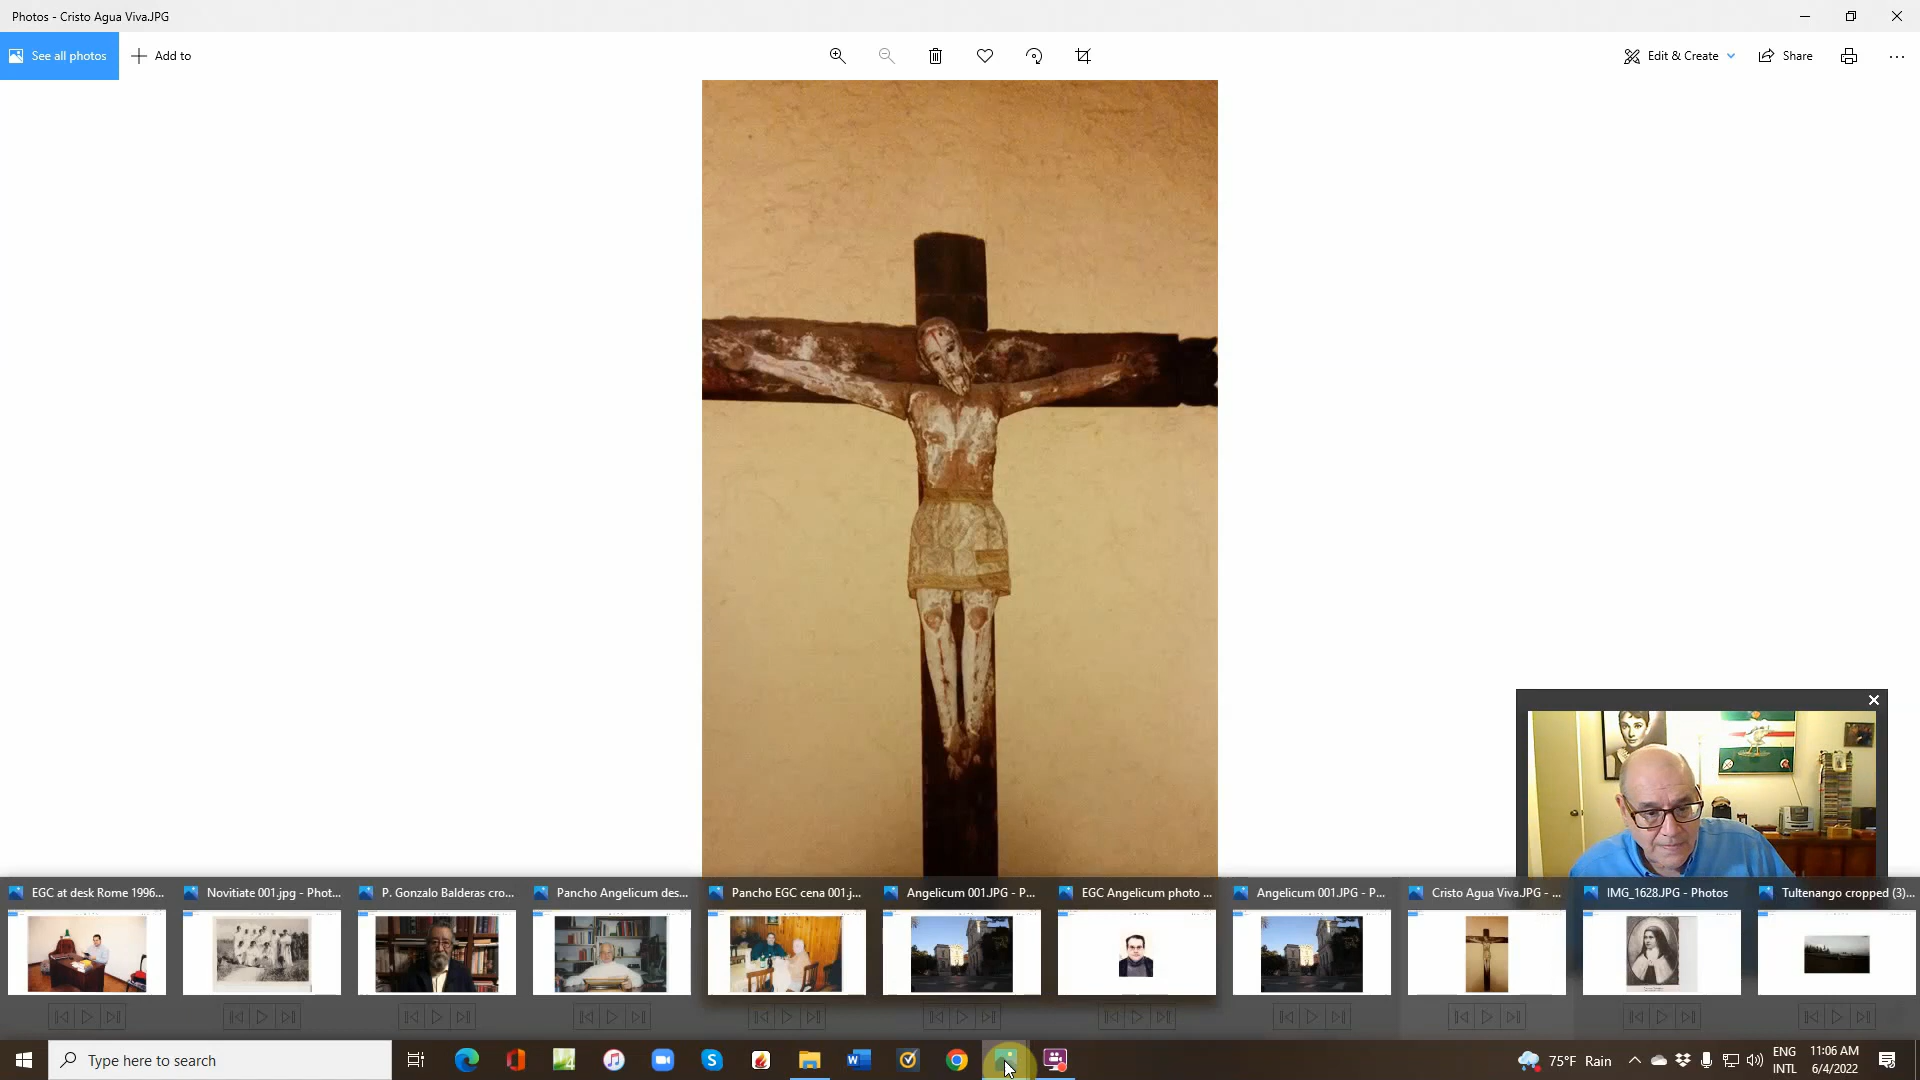 Photos - Cristo Agua Viva.JPG
See all photos
Add to
Edit & Create
Share
EGC at desk Rome 1996...
Novitiate 001.jpg - Phot...
P. Gonzalo Balderas cro...
Pancho Angelicum des...
Pancho EGC cena 001.j...
Angelicum 001.JPG - P...
EGC Angelicum photo ...
Angelicum 001.JPG - P...
Cristo Agua Viva.JPG - ...
IMG_1628.JPG - Photos
Tultenango cropped (3)...
Type here to search
75°F Rain
ENG
INTL
11:06 AM
6/4/2022